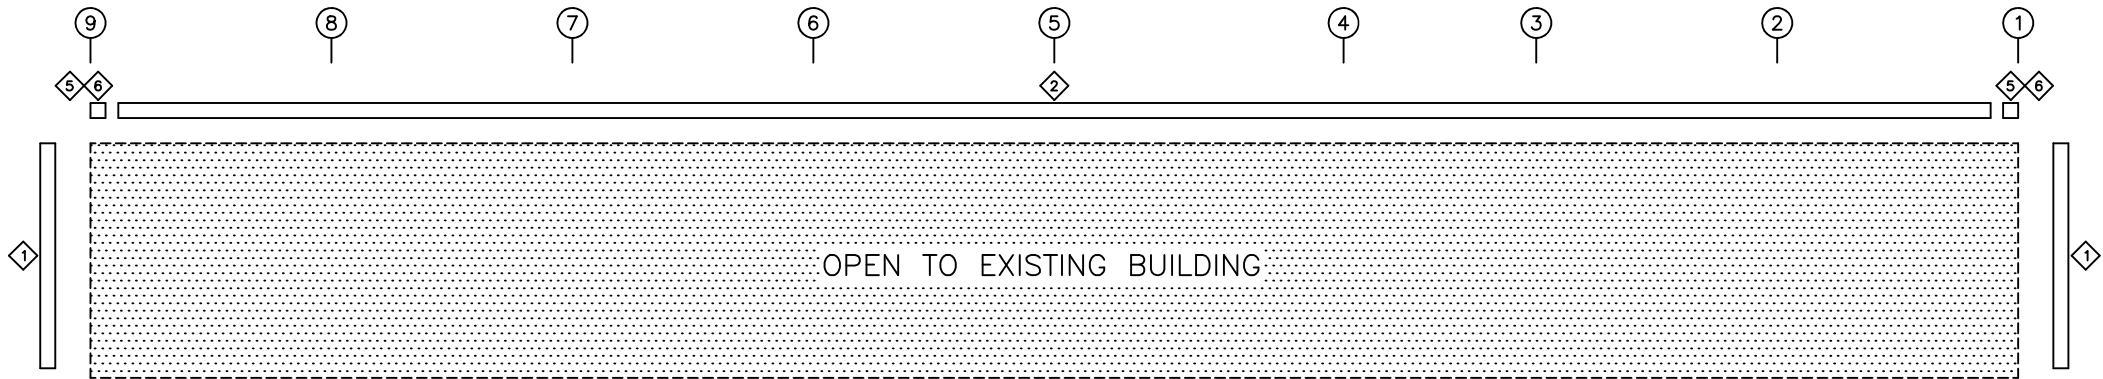 9 8 7 6 5 4 3 2 1
5 6 2 5 6
1 OPEN TO EXISTING BUILDING 1